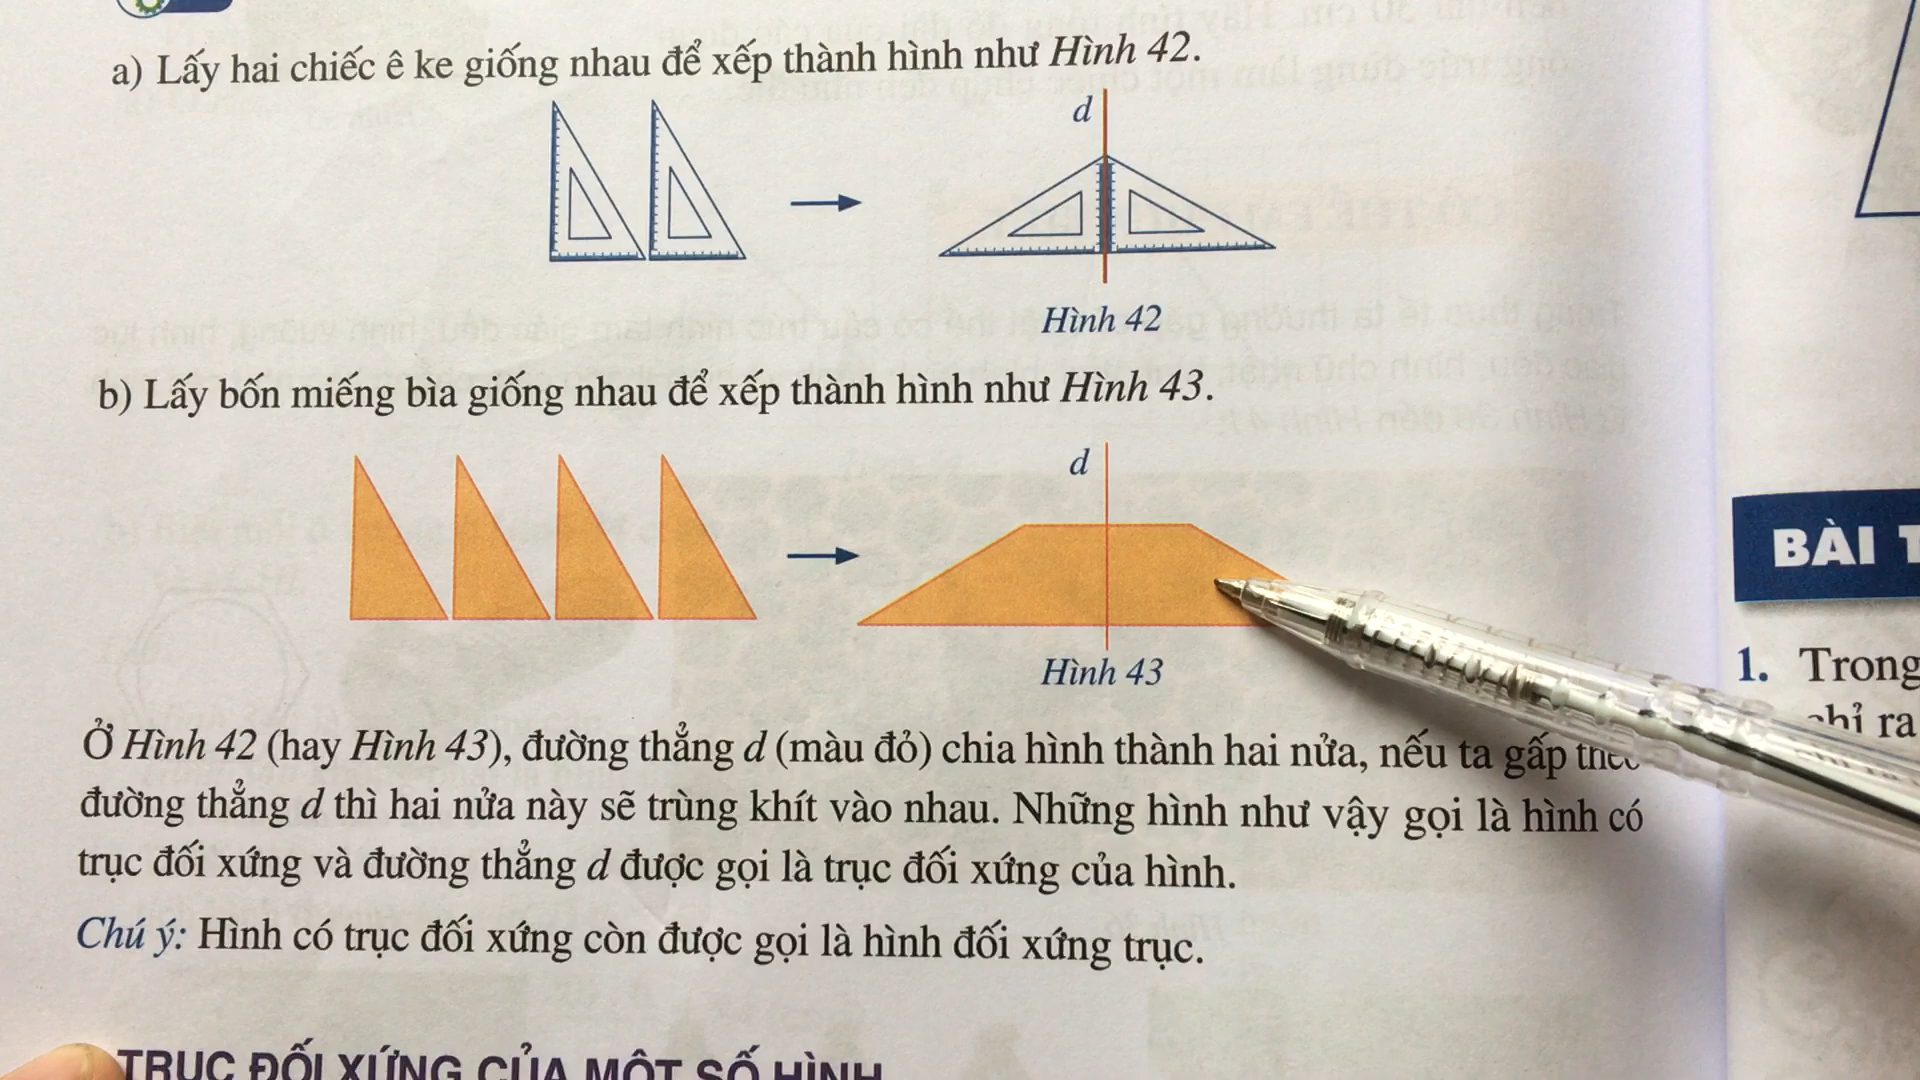 a) Lấy hai chiếc ê ke giống nhau để xếp thành hình như Hình 42.
d
Hình 42
b) Lấy bốn miếng bìa giống nhau để xếp thành hình như Hình 43.
d
Hình 43
Ở Hình 42 (hay Hình 43), đường thẳng d (màu đỏ) chia hình thành hai nửa, nếu ta gấp
đường thẳng d thì hai nửa này sẽ trùng khít vào nhau. Những hình như vậy gọi là hình có
trục đối xứng và đường thẳng d được gọi là trục đối xứng của hình.
Chú ý: Hình có trục đối xứng còn được gọi là hình đối xứng trục.
TRỤC ĐỐI XỨNG CỦA MỘT SỐ HÌNH
BÀI
1. Trong
ra